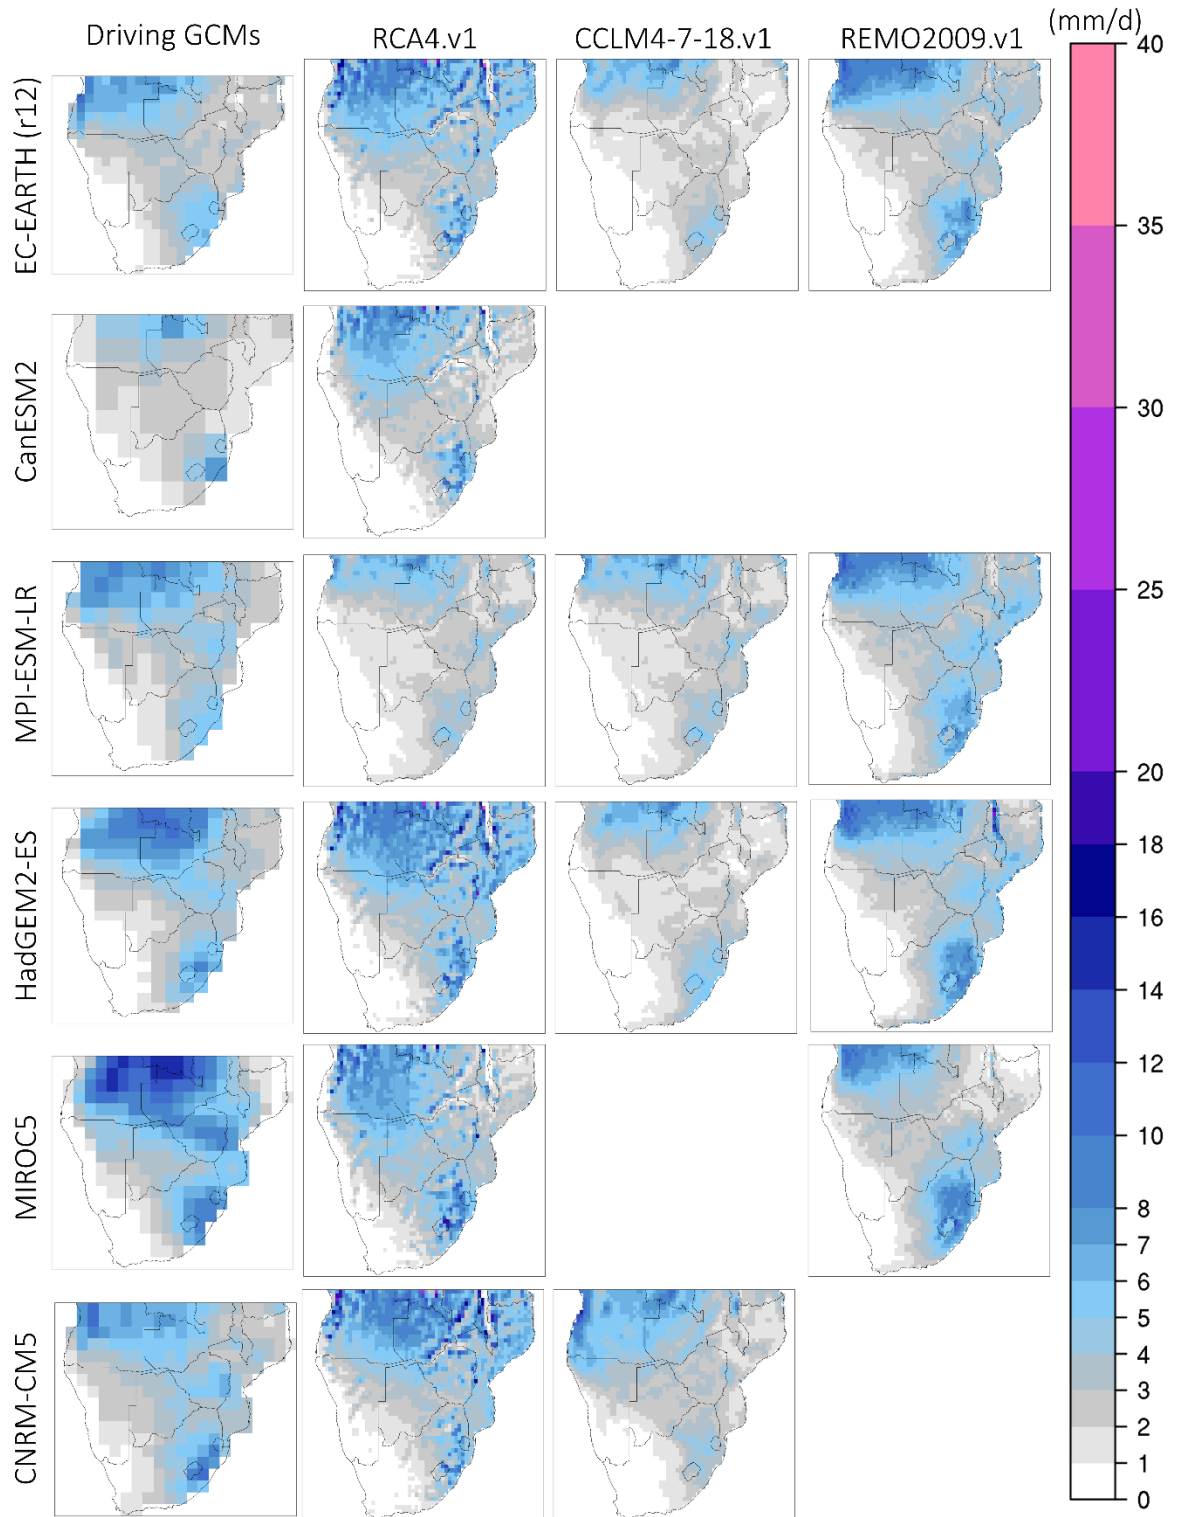 (mm/d)
Driving GCMs RCA4.v1 CCLM4-7-18.v1 REMO2009.v1
EC-EARTH (r12)
CanESM2
MPI-ESM-LR
HadGEM2-ES
MIROC5
CNRM-CM5
40
35
30
25
20
18
16
14
12
10
8
7
6
5
4
3
2
1
0